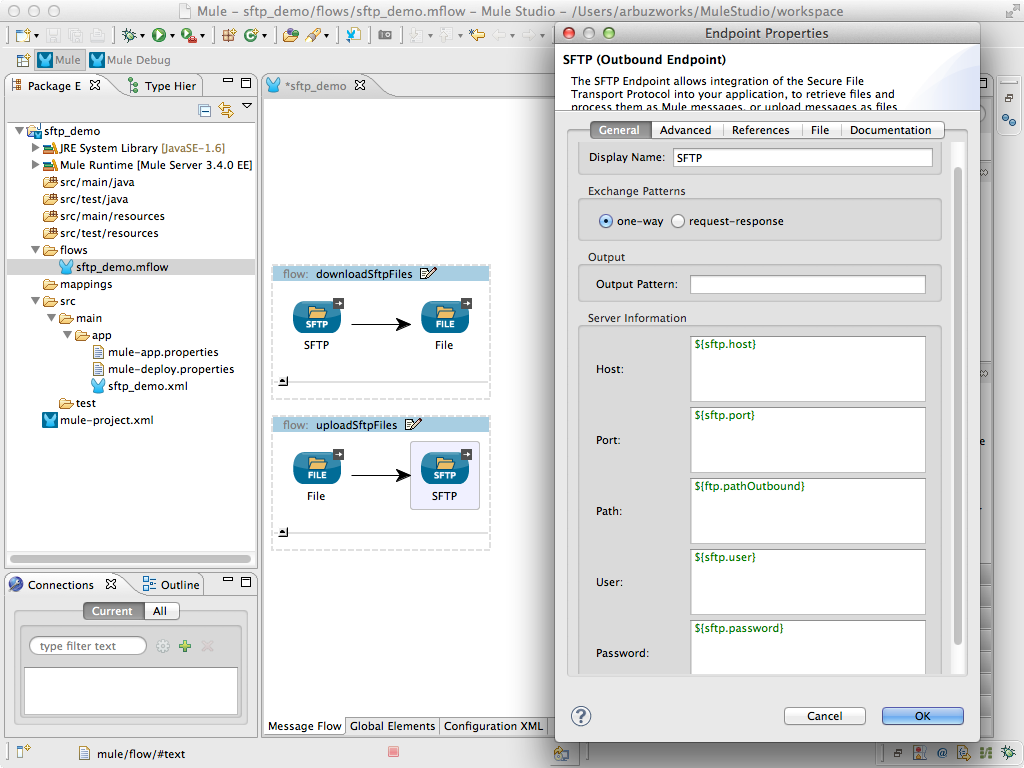 Mule – sftp_demo/flows/sftp_demo.mflow – Mule Studio – /Users/arbuzworks/MuleStudio/workspace
Mule
Mule Debug
Package E
Type Hier
sftp_demo
JRE System Library [JavaSE-1.6]
Mule Runtime [Mule Server 3.4.0 EE]
src/main/java
src/test/java
src/main/resources
src/test/resources
flows
sftp_demo.mflow
mappings
src
main
app
mule-app.properties
mule-deploy.properties
sftp_demo.xml
test
mule-project.xml
Connections
Outline
Current
All
type filter text
*sftp_demo
flow: downloadSftpFiles
SFTP
FILE
SFTP
File
flow: uploadSftpFiles
FILE
SFTP
File
SFTP
Message Flow
Global Elements
Configuration XML
Endpoint Properties
SFTP (Outbound Endpoint)
The SFTP Endpoint allows integration of the Secure File
Transport Protocol into your application, to retrieve files and
process them as Mule messages, or upload messages as files
General
Advanced
References
File
Documentation
Display Name:
SFTP
Exchange Patterns
one-way
request-response
Output
Output Pattern:
Server Information
Host:
${sftp.host}
Port:
${sftp.port}
Path:
${ftp.pathOutbound}
User:
${sftp.user}
Password:
${sftp.password}
?
Cancel
OK
mule/flow/#text